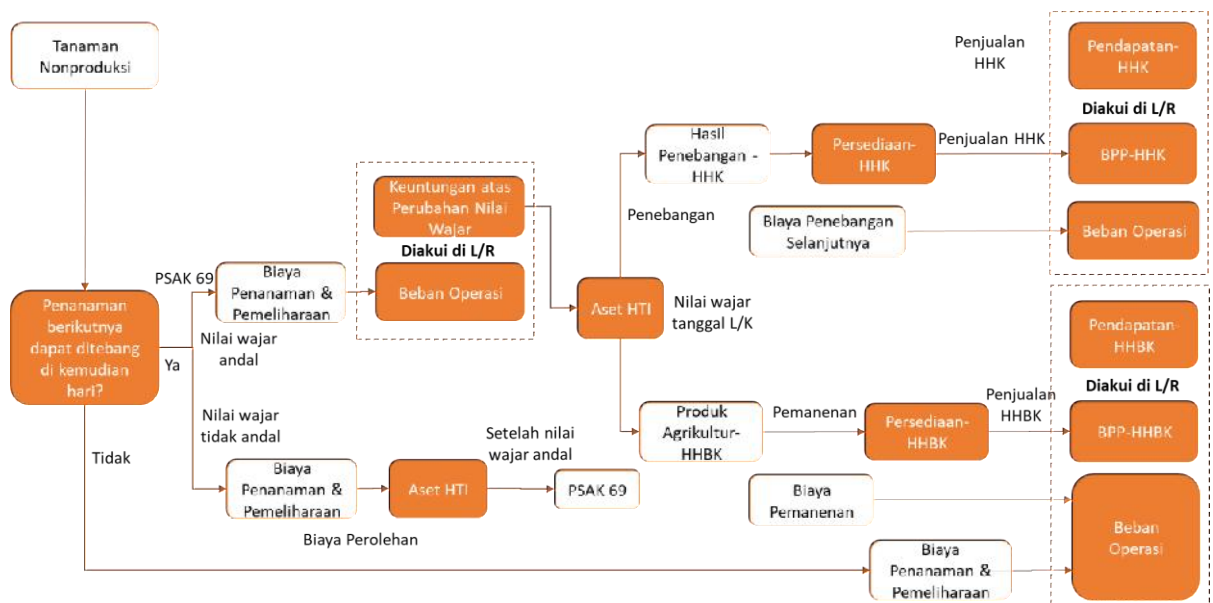 Tanaman
Nonproduksi
Penanaman
berikutnya
dapat ditebang
di kemudian
hari?
Ya
Tidak
PSAK 69
Nilai wajar
andal
Nilai wajar
tidak andal
Biaya
Penanaman &
Pemeliharaan
Keuntungan atas
Perubahan Nilai
Wajar
Diakui di L/R
Beban Operasi
Biaya
Penanaman &
Pemeliharaan
Biaya Perolehan
Aset HTI
Setelah nilai
wajar andal
PSAK 69
Aset HTI
Nilai wajar
tanggal L/K
Penebangan
Hasil
Penebangan -
HHK
Persediaan-
HHK
Penjualan HHK
Penjualan
HHK
Pendapatan-
HHK
Diakui di L/R
BPP-HHK
Biaya Penebangan
Selanjutnya
Beban Operasi
Produk
Agrikultur-
HHBK
Pemanenan
Persediaan-
HHBK
Penjualan
HHBK
Pendapatan-
HHBK
Diakui di L/R
BPP-HHBK
Biaya
Pemanenan
Biaya
Penanaman &
Pemeliharaan
Beban
Operasi